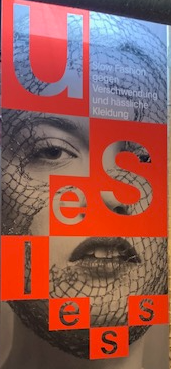 u
Slow Fashion
gegen
Verschwendung
und hässliche
Kleidung
s
e
l
e
s
s